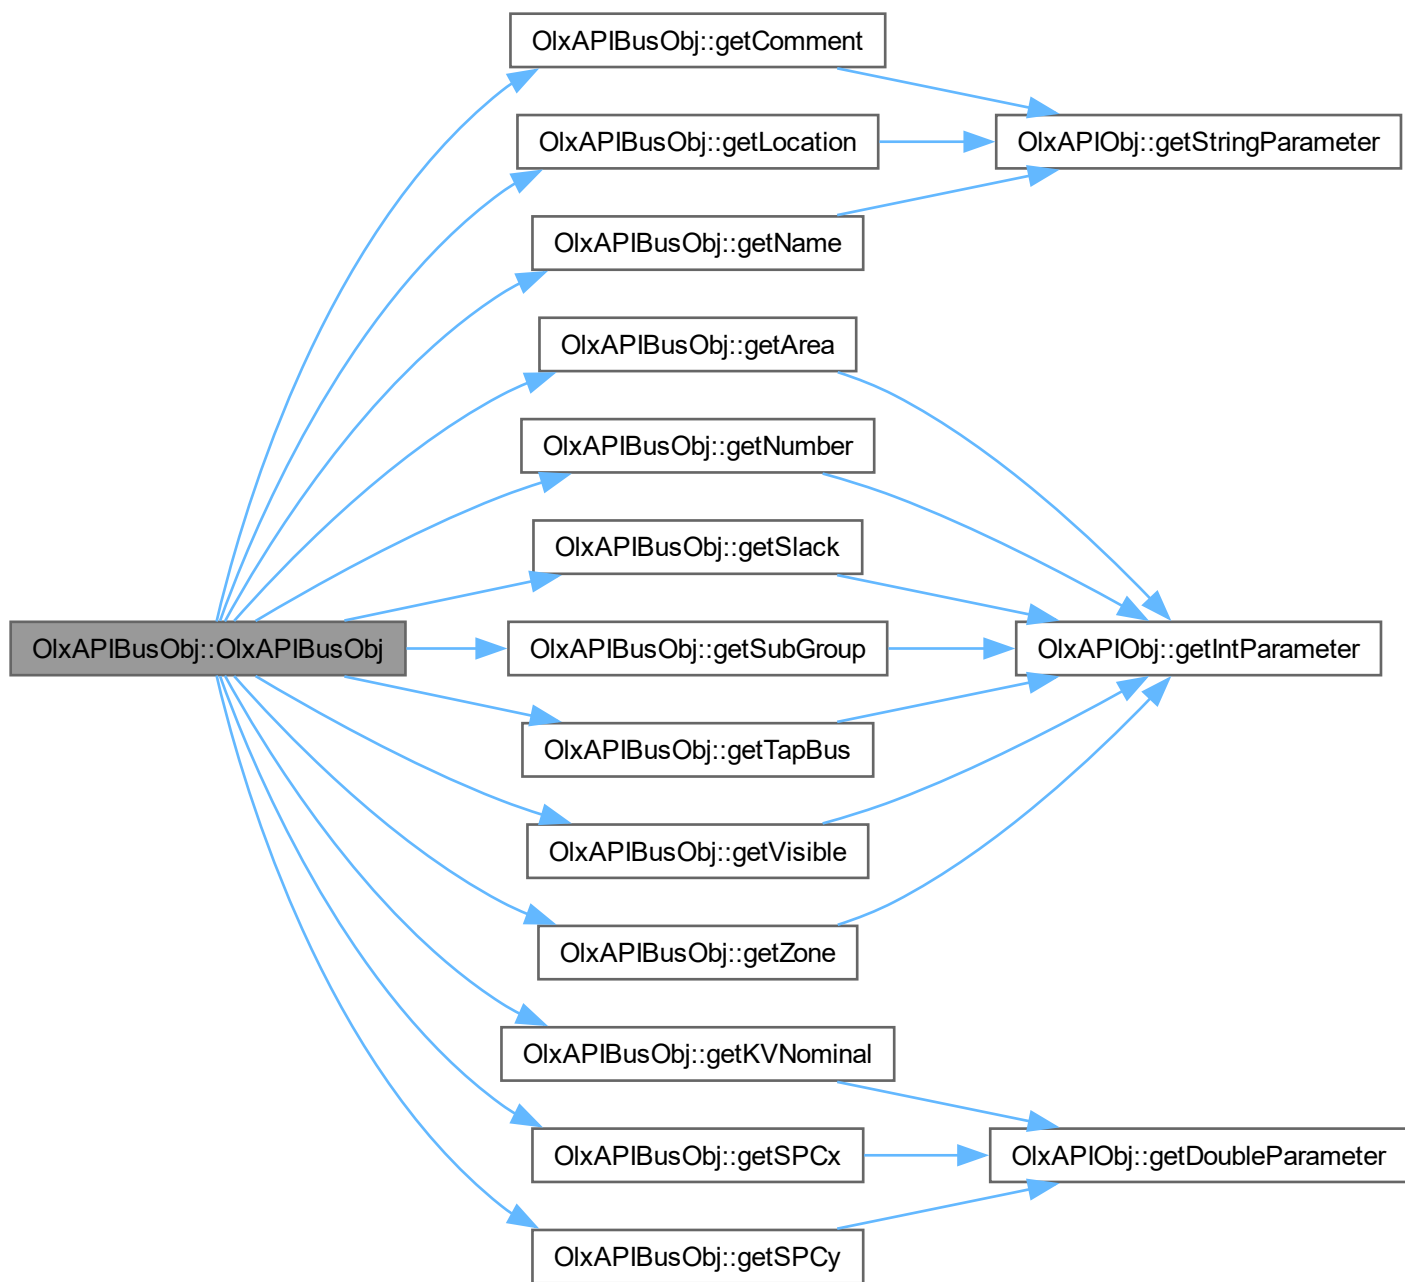 OlxAPIBusObj::getComment
OlxAPIBusObj::getLocation
OlxAPIObj::getStringParameter
OlxAPIBusObj::getName
OlxAPIBusObj::getArea
OlxAPIBusObj::getNumber
OlxAPIBusObj::getSlack
OlxAPIBusObj::OlxAPIBusObj
OlxAPIBusObj::getSubGroup
OlxAPIObj::getIntParameter
OlxAPIBusObj::getTapBus
OlxAPIBusObj::getVisible
OlxAPIBusObj::getZone
OlxAPIBusObj::getKVNominal
OlxAPIBusObj::getSPCx
OlxAPIObj::getDoubleParameter
OlxAPIBusObj::getSPCy